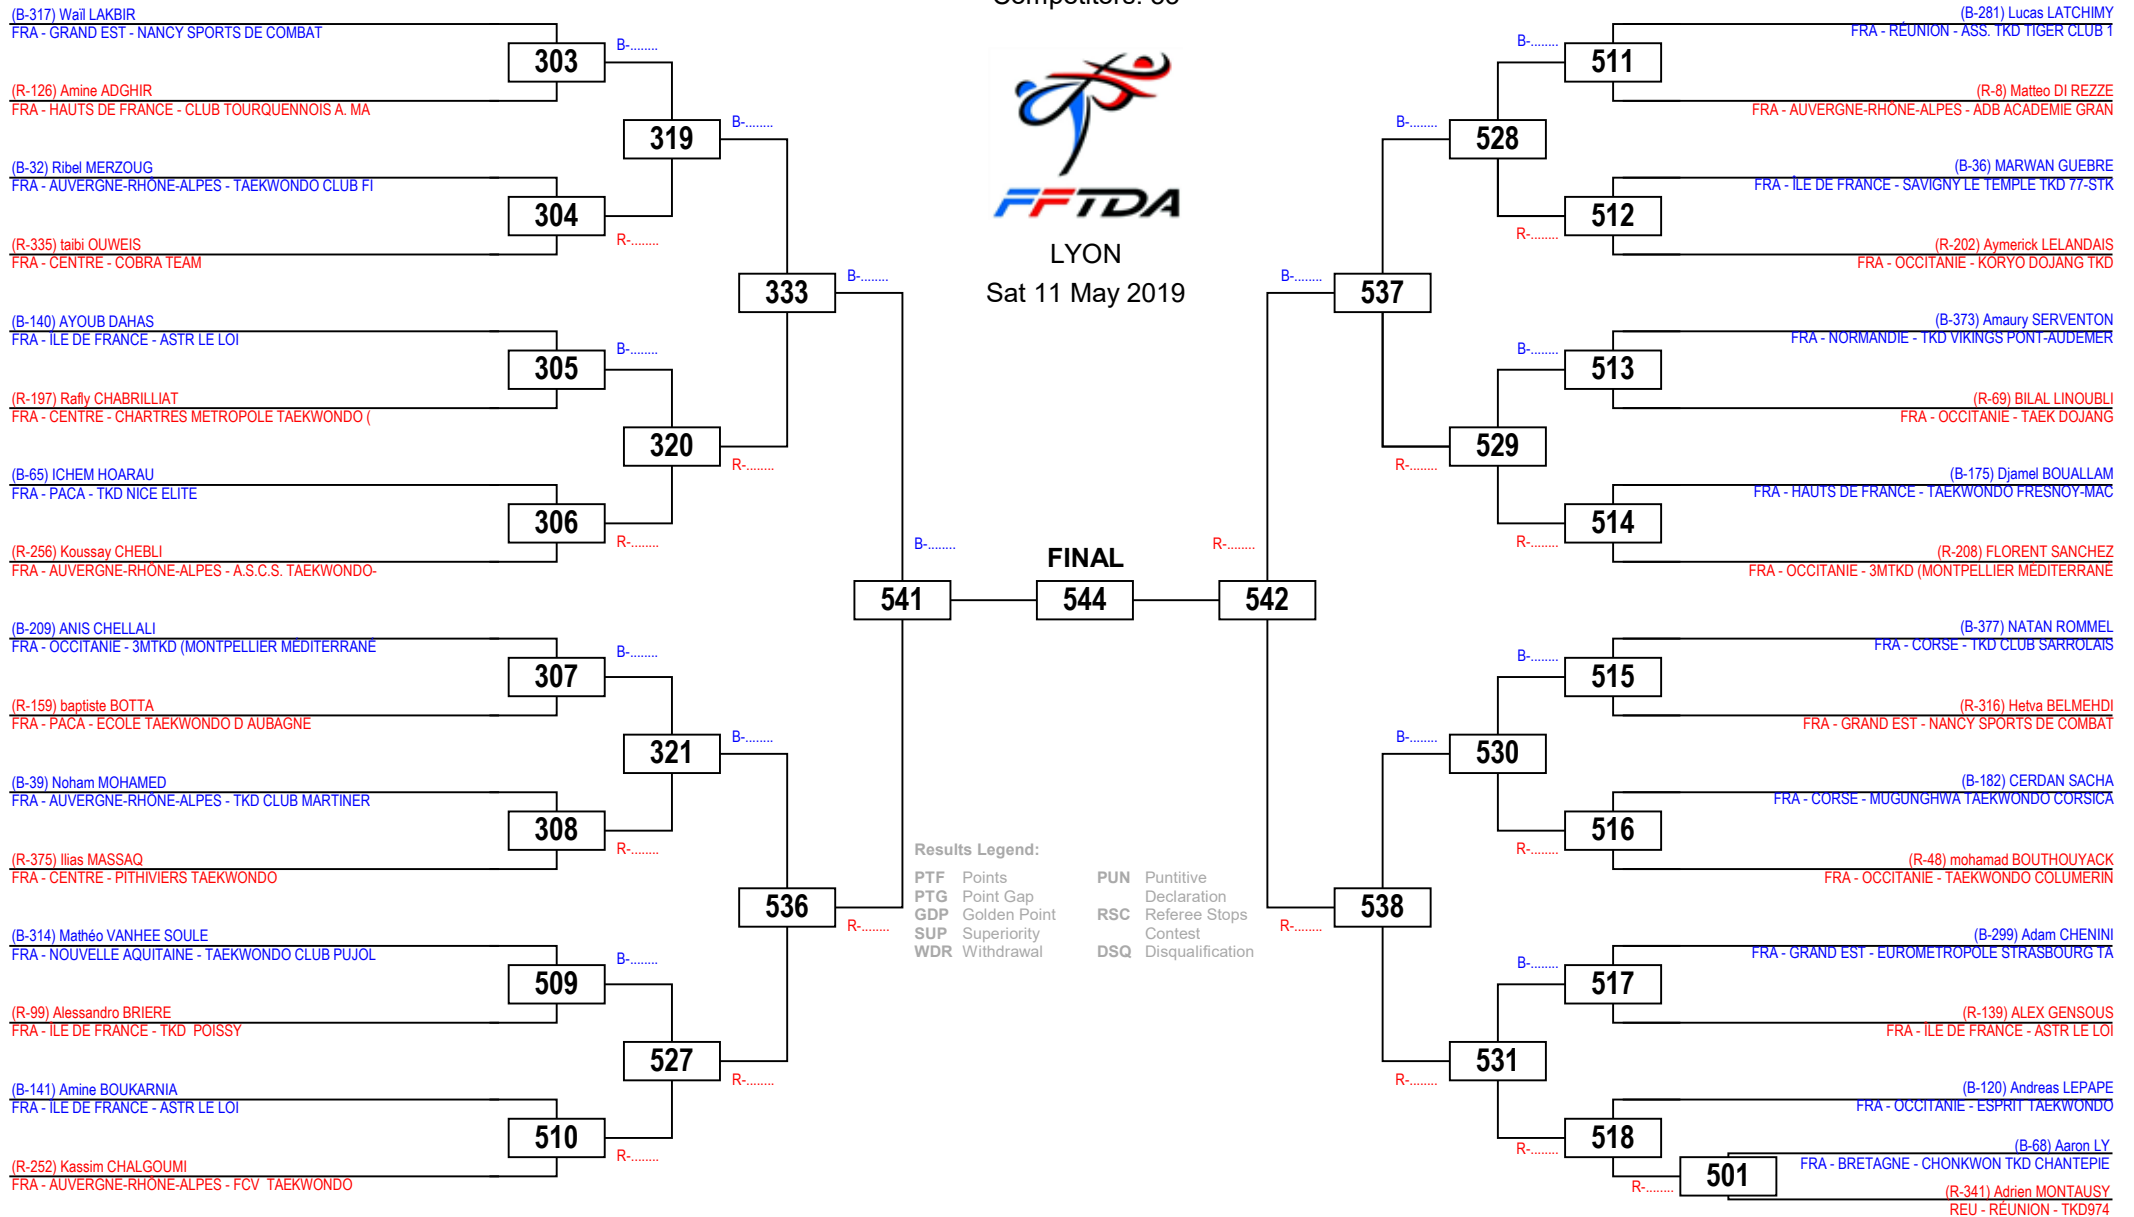 Competitors: 33
(B-317) Waïl LAKBIR
FRA - GRAND EST - NANCY SPORTS DE COMBAT
303
B-........
(R-126) Amine ADGHIR
FRA - HAUTS DE FRANCE - CLUB TOURQUENNOIS A. MA
319
B-........
(B-32) Ribel MERZOUG
FRA - AUVERGNE-RHÔNE-ALPES - TAEKWONDO CLUB FI
304
R-........
(R-335) taibi OUWEIS
FRA - CENTRE - COBRA TEAM
333
B-........
(B-140) AYOUB DAHAS
FRA - ÎLE DE FRANCE - ASTR LE LOI
305
B-........
(R-197) Rafly CHABRILLIAT
FRA - CENTRE - CHARTRES METROPOLE TAEKWONDO (
320
R-........
(B-65) ICHEM HOARAU
FRA - PACA - TKD NICE ELITE
306
R-........
(R-256) Koussay CHEBLI
FRA - AUVERGNE-RHÔNE-ALPES - A.S.C.S. TAEKWONDO-
B-........
541
(B-209) ANIS CHELLALI
FRA - OCCITANIE - 3MTKD (MONTPELLIER MÉDITERRANÉ
307
B-........
(R-159) baptiste BOTTA
FRA - PACA - ECOLE TAEKWONDO D AUBAGNE
321
B-........
(B-39) Noham MOHAMED
FRA - AUVERGNE-RHÔNE-ALPES - TKD CLUB MARTINER
308
R-........
(R-375) Ilias MASSAQ
FRA - CENTRE - PITHIVIERS TAEKWONDO
536
R-........
(B-314) Mathéo VANHEE SOULE
FRA - NOUVELLE AQUITAINE - TAEKWONDO CLUB PUJOL
509
B-........
(R-99) Alessandro BRIERE
FRA - ÎLE DE FRANCE - TKD POISSY
527
R-........
(B-141) Amine BOUKARNIA
FRA - ÎLE DE FRANCE - ASTR LE LOI
510
R-........
(R-252) Kassim CHALGOUMI
FRA - AUVERGNE-RHÔNE-ALPES - FCV TAEKWONDO
FFTDA
LYON
Sat 11 May 2019
FINAL
544
Results Legend:
PTF Points
PTG Point Gap
GDP Golden Point
SUP Superiority
WDR Withdrawal
PUN Puntitive
Declaration
RSC Referee Stops
Contest
DSQ Disqualification
(B-281) Lucas LATCHIMY
FRA - RÉUNION - ASS. TKD TIGER CLUB 1
B-........
511
(R-8) Matteo DI REZZE
FRA - AUVERGNE-RHÔNE-ALPES - ADB ACADEMIE GRAN
B-........
528
(B-36) MARWAN GUEBRE
FRA - ÎLE DE FRANCE - SAVIGNY LE TEMPLE TKD 77-STK
512
R-........
(R-202) Aymerick LELANDAIS
FRA - OCCITANIE - KORYO DOJANG TKD
B-........
537
(B-373) Amaury SERVENTON
FRA - NORMANDIE - TKD VIKINGS PONT-AUDEMER
B-........
513
(R-69) BILAL LINOUBLI
FRA - OCCITANIE - TAEK DOJANG
529
R-........
(B-175) Djamel BOUALLAM
FRA - HAUTS DE FRANCE - TAEKWONDO FRESNOY-MAC
514
R-........
(R-208) FLORENT SANCHEZ
FRA - OCCITANIE - 3MTKD (MONTPELLIER MÉDITERRANÉ
R-........
542
(B-377) NATAN ROMMEL
FRA - CORSE - TKD CLUB SARROLAIS
B-........
515
(R-316) Hetva BELMEHDI
FRA - GRAND EST - NANCY SPORTS DE COMBAT
B-........
530
(B-182) CERDAN SACHA
FRA - CORSE - MUGUNGHWA TAEKWONDO CORSICA
516
R-........
(R-48) mohamad BOUTHOUYACK
FRA - OCCITANIE - TAEKWONDO COLUMERIN
538
R-........
(B-299) Adam CHENINI
FRA - GRAND EST - EUROMETROPOLE STRASBOURG TA
B-........
517
(R-139) ALEX GENSOUS
FRA - ÎLE DE FRANCE - ASTR LE LOI
531
R-........
(B-120) Andreas LEPAPE
FRA - OCCITANIE - ESPRIT TAEKWONDO
518
R-........
(B-68) Aaron LY
FRA - BRETAGNE - CHONKWON TKD CHANTEPIE
501
R-........
(R-341) Adrien MONTAUSY
REU - RÉUNION - TKD974